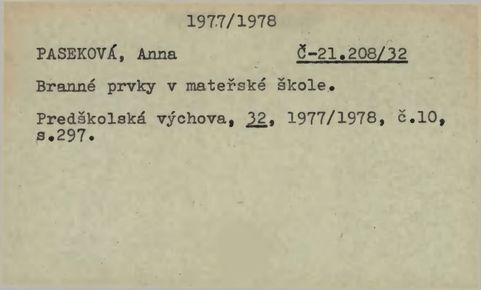 1977/1978
PASEKOVÁ, Anna Č-21.208/32
Branné prvky v mateřské škole.
Predškolská výchova, 32, 1977/1978, č.10,
s.297.